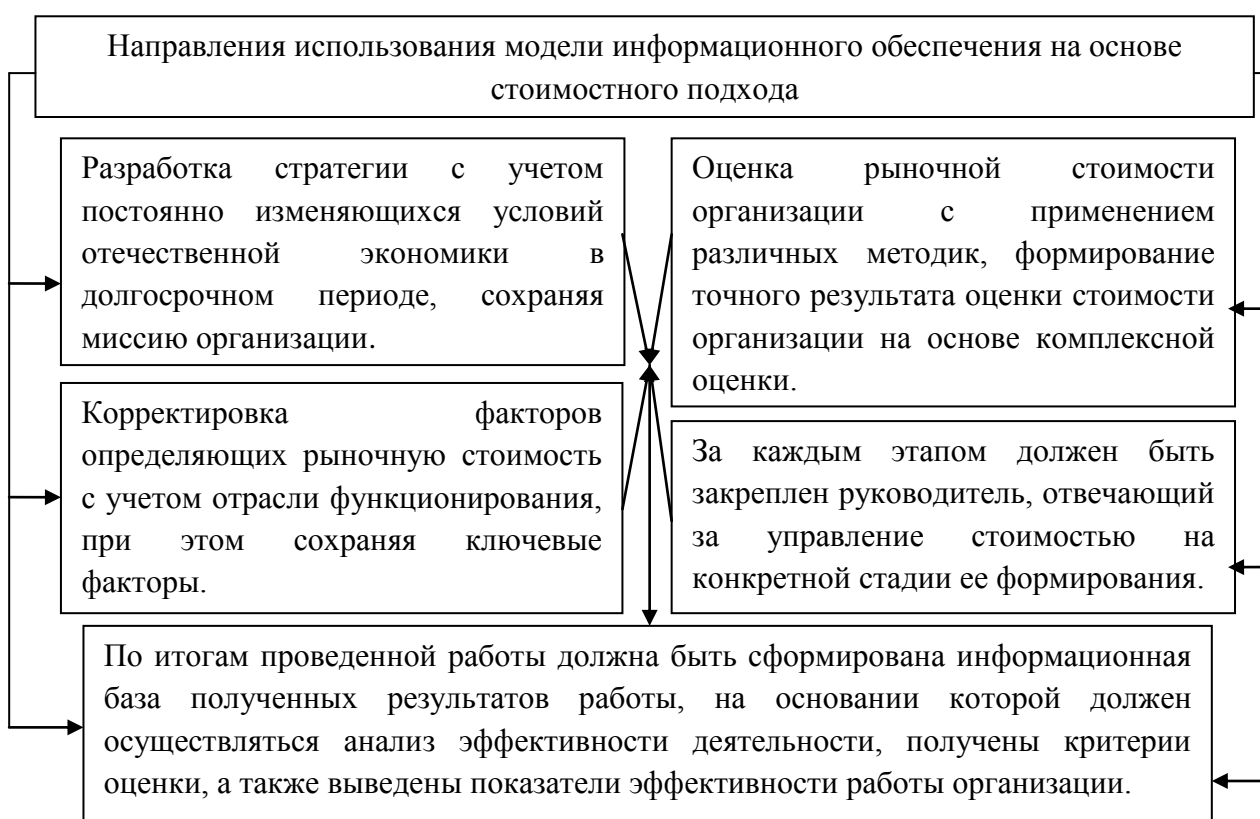 Направления использования модели информационного обеспечения на основе
стоимостного подхода
Разработка стратегии с учетом
постоянно изменяющихся условий
отечественной экономики в
долгосрочном периоде, сохраняя
миссию организации.
Оценка рыночной стоимости
организации с применением
различных методик, формирование
точного результата оценки стоимости
организации на основе комплексной
оценки.
Корректировка факторов
определяющих рыночную стоимость
с учетом отрасли функционирования,
при этом сохраняя ключевые
факторы.
За каждым этапом должен быть
закреплен руководитель, отвечающий
за управление стоимостью на
конкретной стадии ее формирования.
По итогам проведенной работы должна быть сформирована информационная
база полученных результатов работы, на основании которой должен
осуществляться анализ эффективности деятельности, получены критерии
оценки, а также выведены показатели эффективности работы организации.